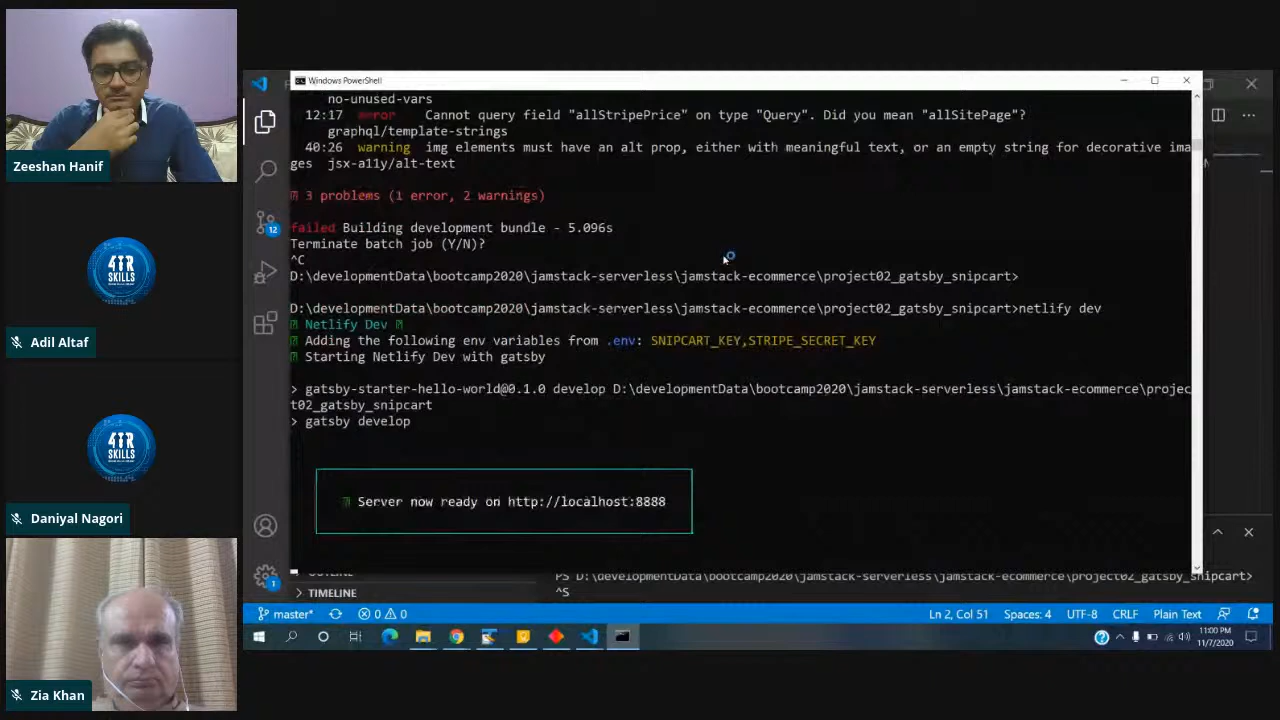 Zeeshan Hanif
4IR
SKILLS
Adil Altaf
4IR
SKILLS
Daniyal Nagori
Zia Khan
Windows PowerShell
no-unused-vars
12:17 error Cannot query field "allStripePrice" on type "Query". Did you mean "allSitePage"?
graphql/template-strings
40:26 warning img elements must have an alt prop, either with meaningful text, or an empty string for decorative ima
ges jsx-a11y/alt-text
3 problems (1 error, 2 warnings)
failed Building development bundle - 5.096s
Terminate batch job (Y/N)?
^C
D:\developmentData\bootcamp2020\jamstack-serverless\jamstack-ecommerce\project02_gatsby_snipcart>
D:\developmentData\bootcamp2020\jamstack-serverless\jamstack-ecommerce\project02_gatsby_snipcart>netlify dev
Netlify Dev
Adding the following env variables from .env: SNIPCART_KEY,STRIPE_SECRET_KEY
Starting Netlify Dev with gatsby
> gatsby-starter-hello-world@0.1.0 develop D:\developmentData\bootcamp2020\jamstack-serverless\jamstack-ecommerce\projec
t02_gatsby_snipcart
> gatsby develop
Server now ready on http://localhost:8888
12
1
TIMELINE
PS D:\developmentData\bootcamp2020\jamstack-serverless\jamstack-ecommerce\project02_gatsby_snipcart>
^S
master* 0 0 Ln 2, Col 51 Spaces: 4 UTF-8 CRLF Plain Text
11:00 PM
11/7/2020